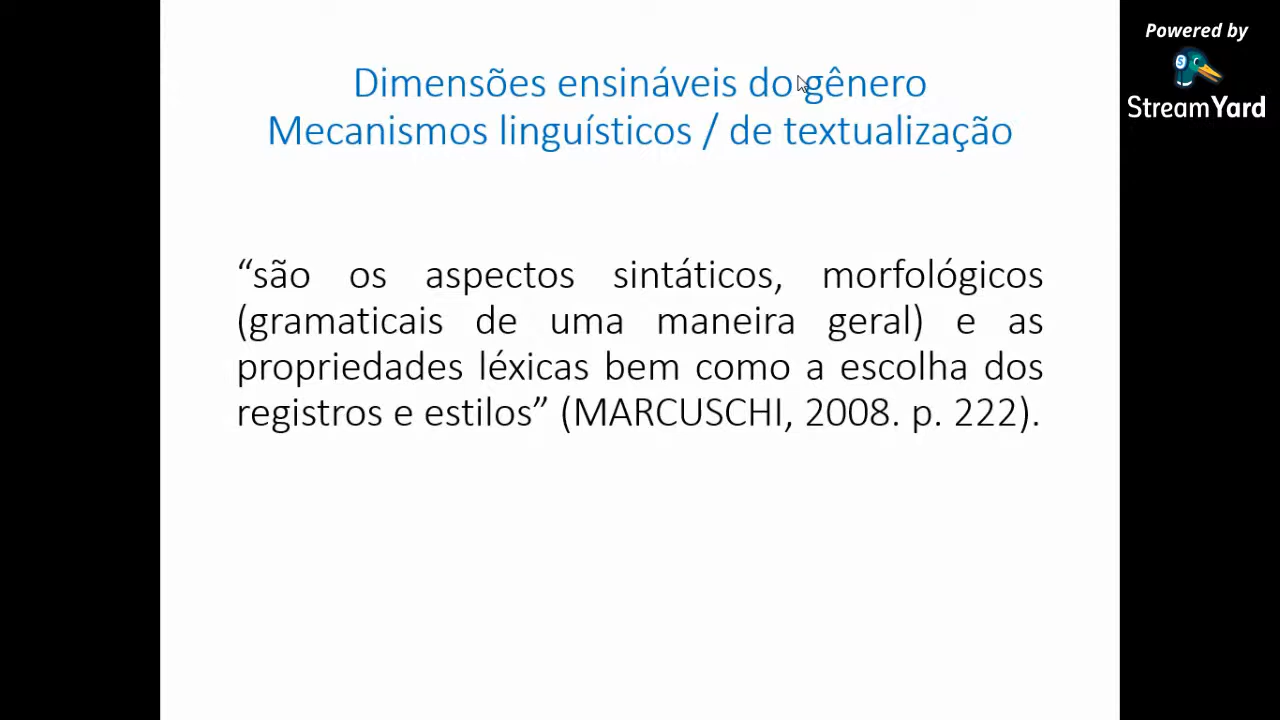 Dimensões ensináveis do gênero
Mecanismos linguísticos / de textualização
“são os aspectos sintáticos, morfológicos
(gramaticais de uma maneira geral) e as
propriedades léxicas bem como a escolha dos
registros e estilos” (MARCUSCHI, 2008. p. 222).
Powered by
S
StreamYard